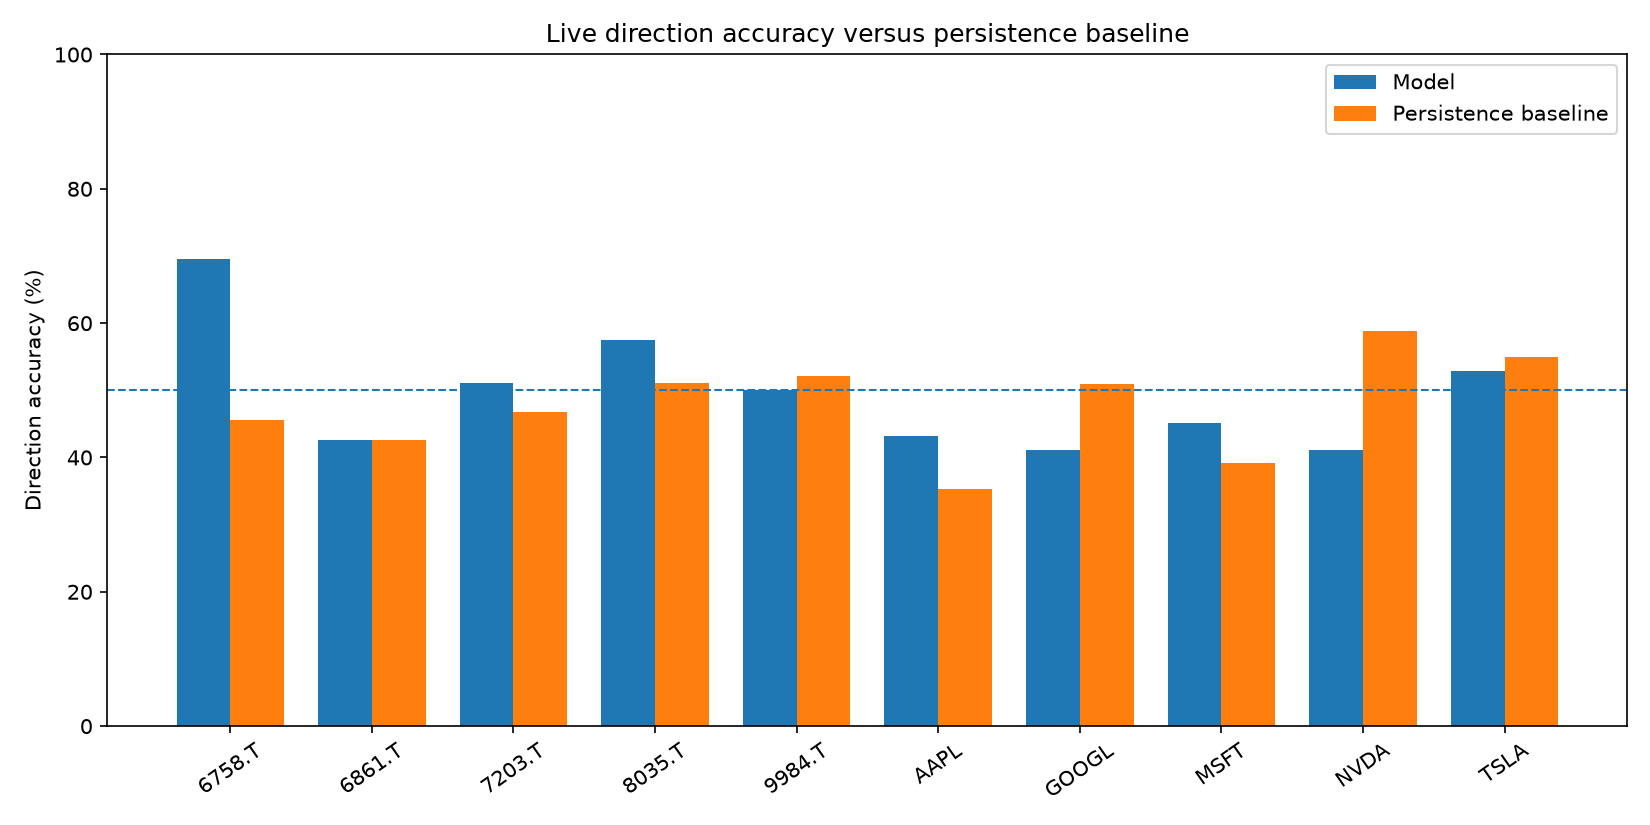 Live direction accuracy versus persistence baseline
Model
Persistence baseline
Direction accuracy (%)
100
80
60
40
20
0
6758.T
6861.T
7203.T
8035.T
9984.T
AAPL
GOOGL
MSFT
NVDA
TSLA